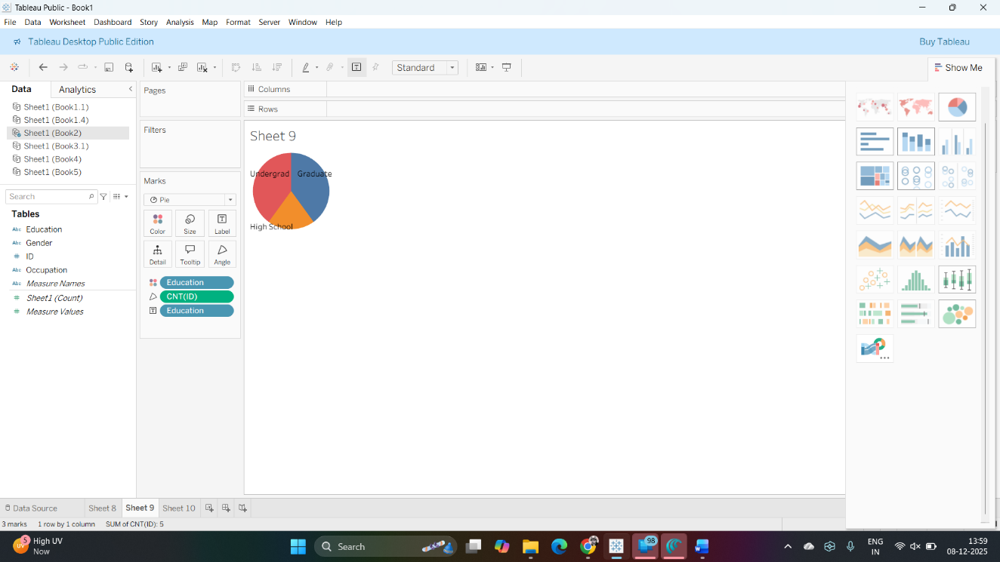 Tableau Public - Book1
File Data Worksheet Dashboard Story Analysis Map Format Server Window Help
Tableau Desktop Public Edition
Buy Tableau
Standard
Show Me
Data
Analytics
Pages
Columns
Rows
Sheet1 (Book1.1)
Sheet1 (Book1.4)
Sheet1 (Book2)
Sheet1 (Book3.1)
Sheet1 (Book4)
Sheet1 (Book5)
Filters
Sheet 9
Undergrad
Graduate
High School
Marks
Pie
Color
Size
Label
Detail
Tooltip
Angle
Education
CNT(ID)
Education
Search
Tables
Abc Education
Abc Gender
# ID
Abc Occupation
Abc Measure Names
# Sheet1 (Count)
# Measure Values
Data Source
Sheet 8
Sheet 9
Sheet 10
3 marks
1 row by 1 column
SUM of CNT(ID): 5
5
High UV
Now
Search
98
ENG
IN
13:59
08-12-2025